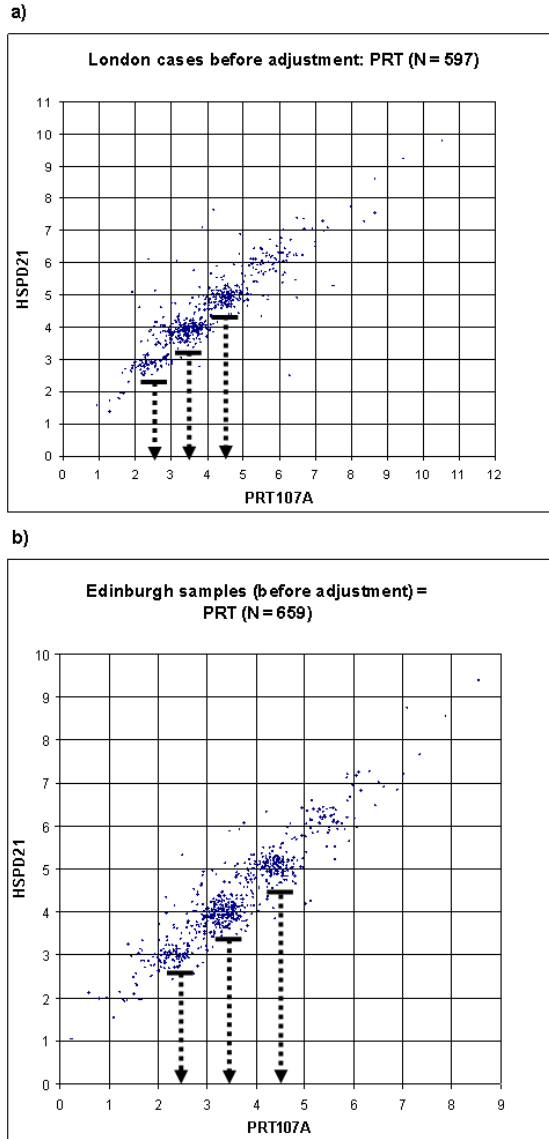 a)
London cases before adjustment: PRT (N = 597)
11
10
9
8
7
6
5
4
3
2
1
0
HSPD21
0 1 2 3 4 5 6 7 8 9 10 11 12
PRT107A
b)
Edinburgh samples (before adjustment) =
PRT (N = 659)
10
9
8
7
6
5
4
3
2
1
0
HSPD21
0 1 2 3 4 5 6 7 8 9
PRT107A